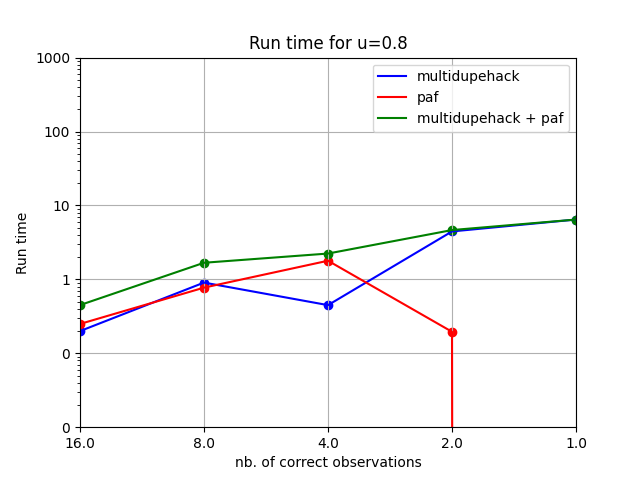 Run time for u=0.8
1000
100
10
1
0
0
Run time
multidupehack
paf
multidupehack + paf
16.0 8.0 4.0 2.0 1.0
nb. of correct observations